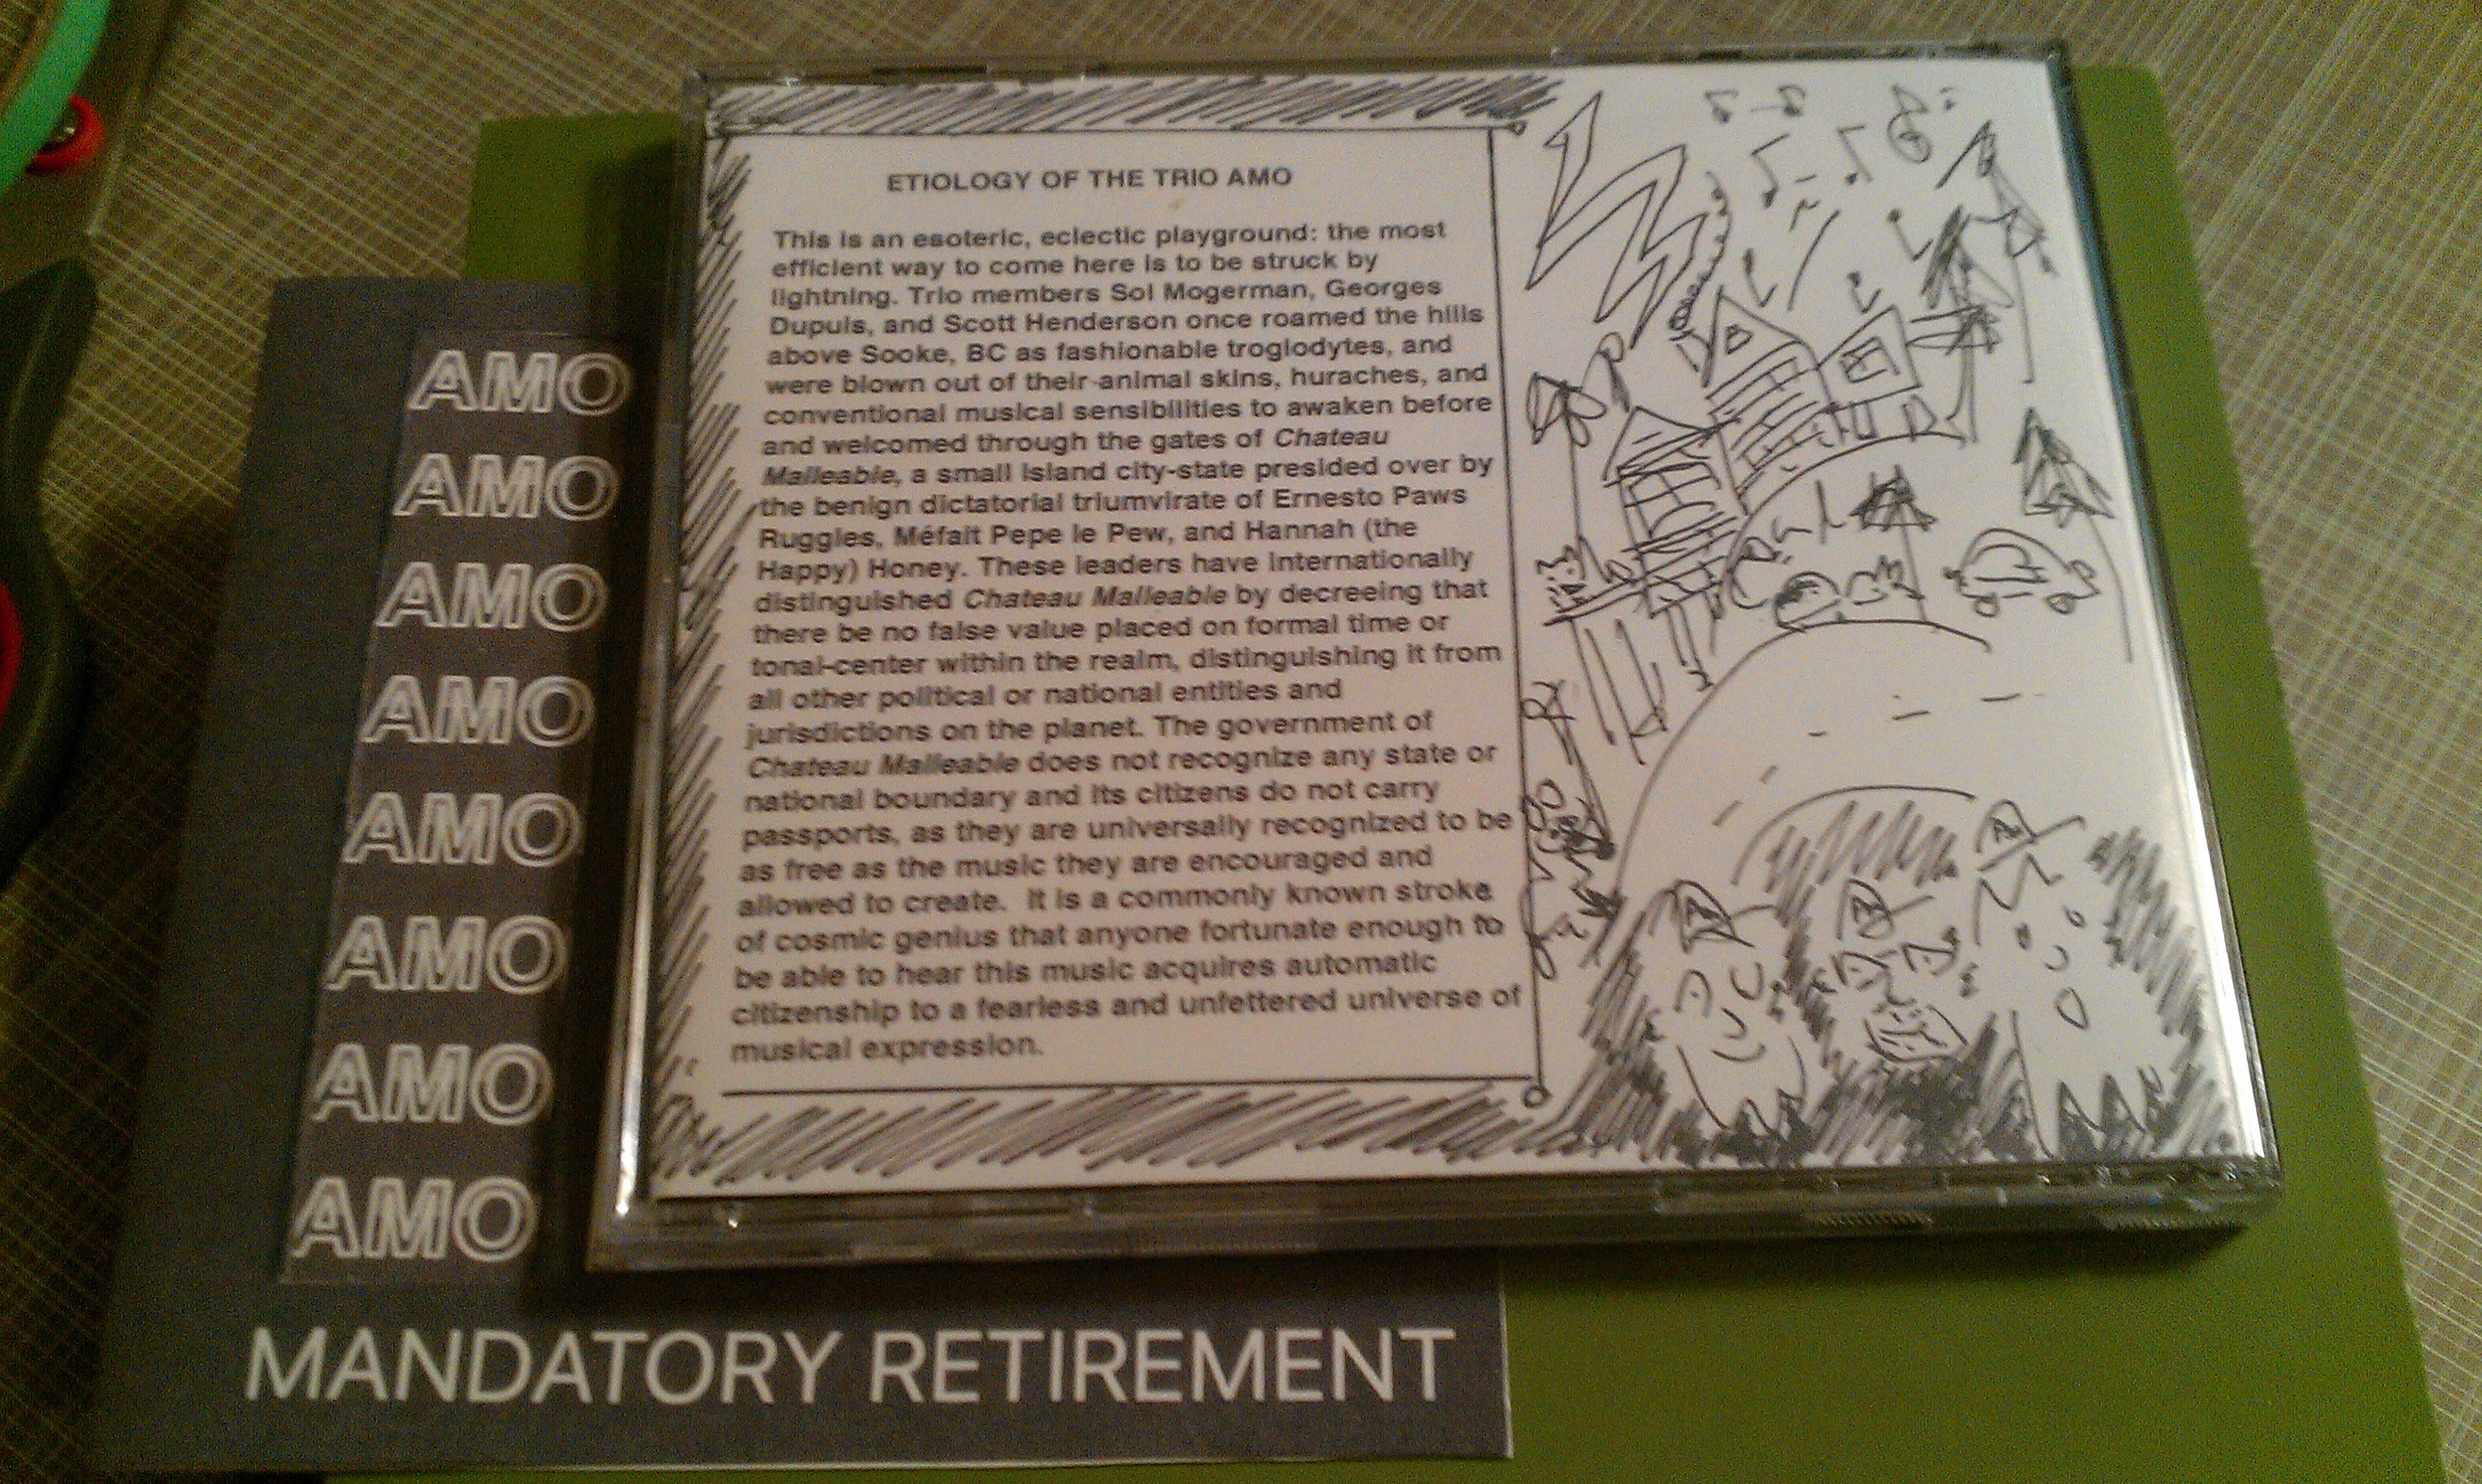 AMO
AMO
AMO
AMO
AMO
AMO
AMO
AMO
MANDATORY RETIREMENT
ETIOLOGY OF THE TRIO AMO
This is an esoteric, eclectic playground: the most
efficient way to come here is to be struck by
lightning. Trio members Sol Mogerman, Georges
Dupuis, and Scott Henderson once roamed the hills
above Sooke, BC as fashionable troglodytes, and
were blown out of their animal skins, huraches, and
conventional musical sensibilities to awaken before
and welcomed through the gates of Chateau
Malleable, a small island city-state presided over by
the benign dictatorial triumvirate of Ernesto Paws
Ruggles, Méfait Pepe le Pew, and Hannah (the
Happy) Honey. These leaders have internationally
distinguished Chateau Malleable by decreeing that
there be no false value placed on formal time or
tonal-center within the realm, distinguishing it from
all other political or national entities and
jurisdictions on the planet. The government of
Chateau Malleable does not recognize any state or
national boundary and its citizens do not carry
passports, as they are universally recognized to be
as free as the music they are encouraged and
allowed to create. It is a commonly known stroke
of cosmic genius that anyone fortunate enough to
be able to hear this music acquires automatic
citizenship to a fearless and unfettered universe of
musical expression.